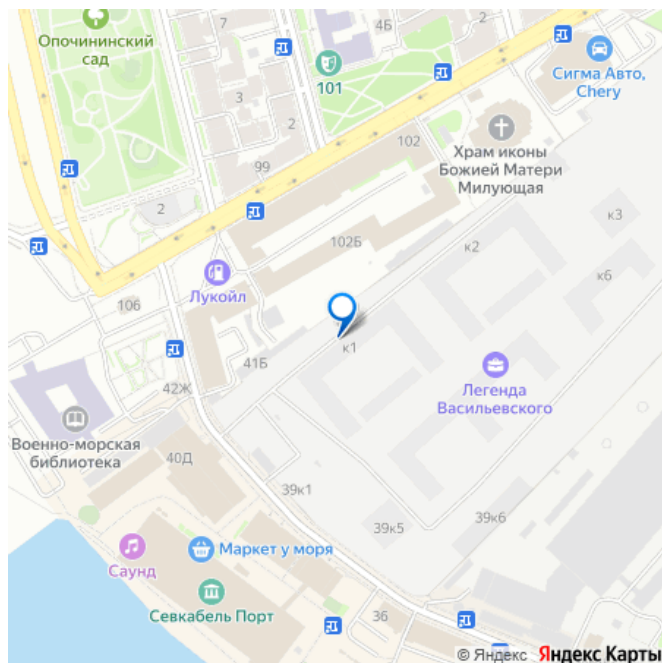 7
4Б
Опочининский
сад
101
Сигма Авто,
Chery
3
2
102
99
Храм иконы
Божией Матери
Милующая
2
к3
102Б
к2
к6
Лукойл
106
к1
41Б
Легенда
Васильевского
42Ж
Военно-морская
библиотека
40Д
39к1
39к5
39к6
Маркет у моря
Саунд
Севкабель Порт
36
© Яндекс Яндекс Карты